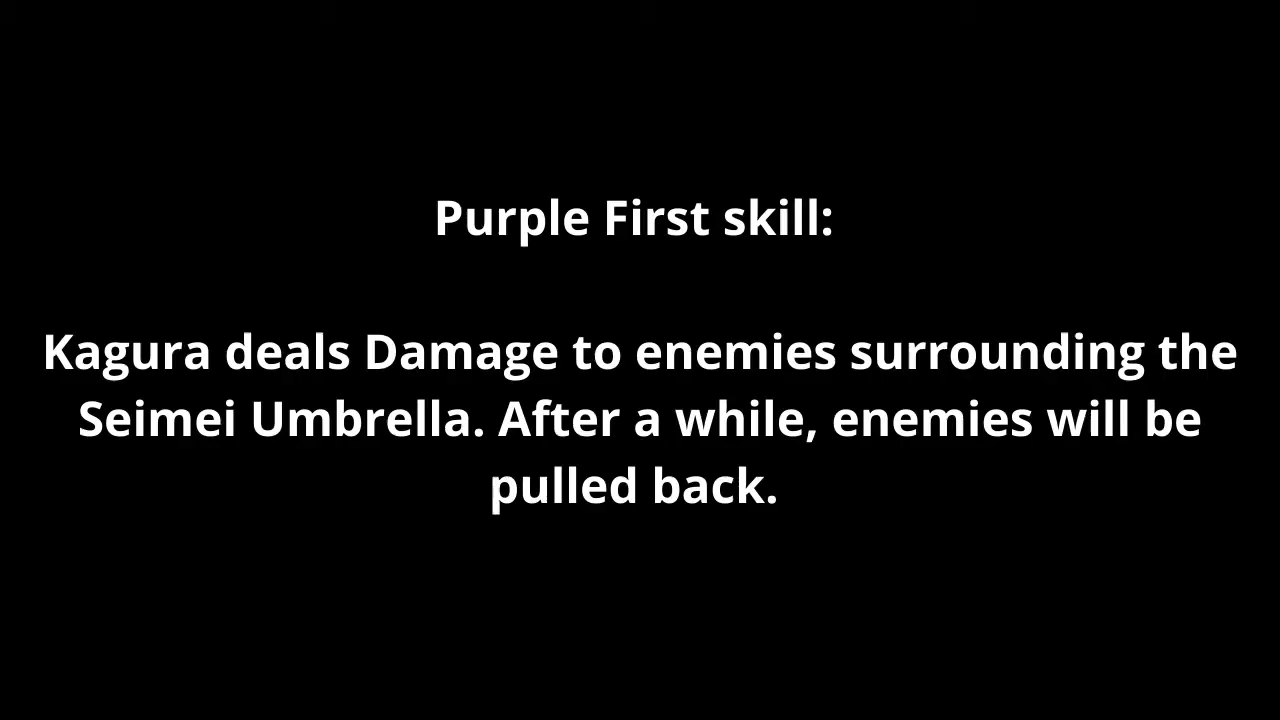 Purple First skill:
Kagura deals Damage to enemies surrounding the
Seimei Umbrella. After a while, enemies will be
pulled back.